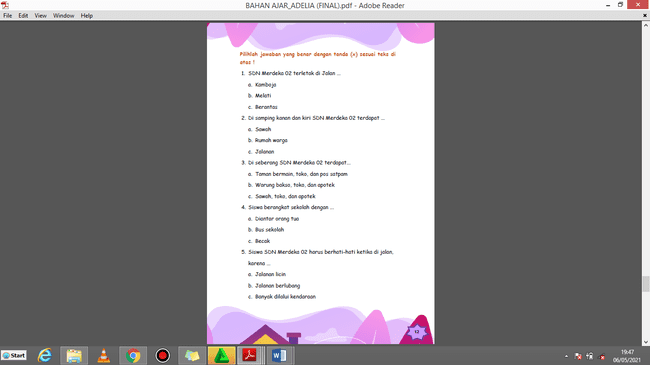 BAHAN AJAR_ADELIA (FINAL).pdf - Adobe Reader
File Edit View Window Help
Pilihlah jawaban yang benar dengan tanda (x) sesuai teks di
atas !
1. SDN Merdeka 02 terletak di Jalan ...
a. Kamboja
b. Melati
c. Berantas
2. Di samping kanan dan kiri SDN Merdeka 02 terdapat ...
a. Sawah
b. Rumah warga
c. Jalanan
3. Di seberang SDN Merdeka 02 terdapat...
a. Taman bermain, toko, dan pos satpam
b. Warung bakso, toko, dan apotek
c. Sawah, toko, dan apotek
4. Siswa berangkat sekolah dengan ...
a. Diantar orang tua
b. Bus sekolah
c. Becak
5. Siswa SDN Merdeka 02 harus berhati-hati ketika di jalan,
karena ...
a. Jalanan licin
b. Jalanan berlubang
c. Banyak dilalui kendaraan
Start
19:47
06/05/2021